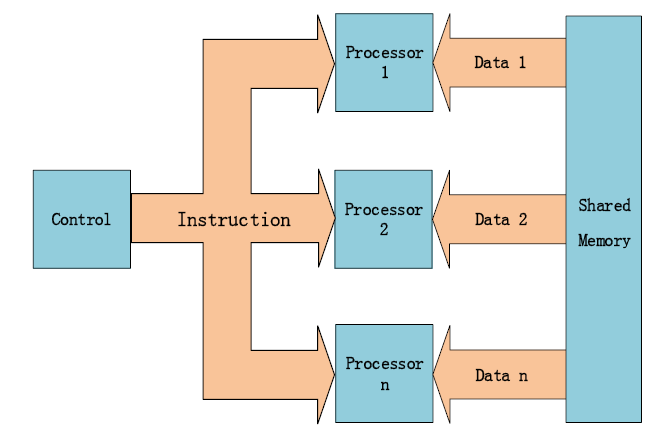 Processor
1
Data 1
Control
Instruction
Processor
2
Data 2
Shared
Memory
Processor
n
Data n